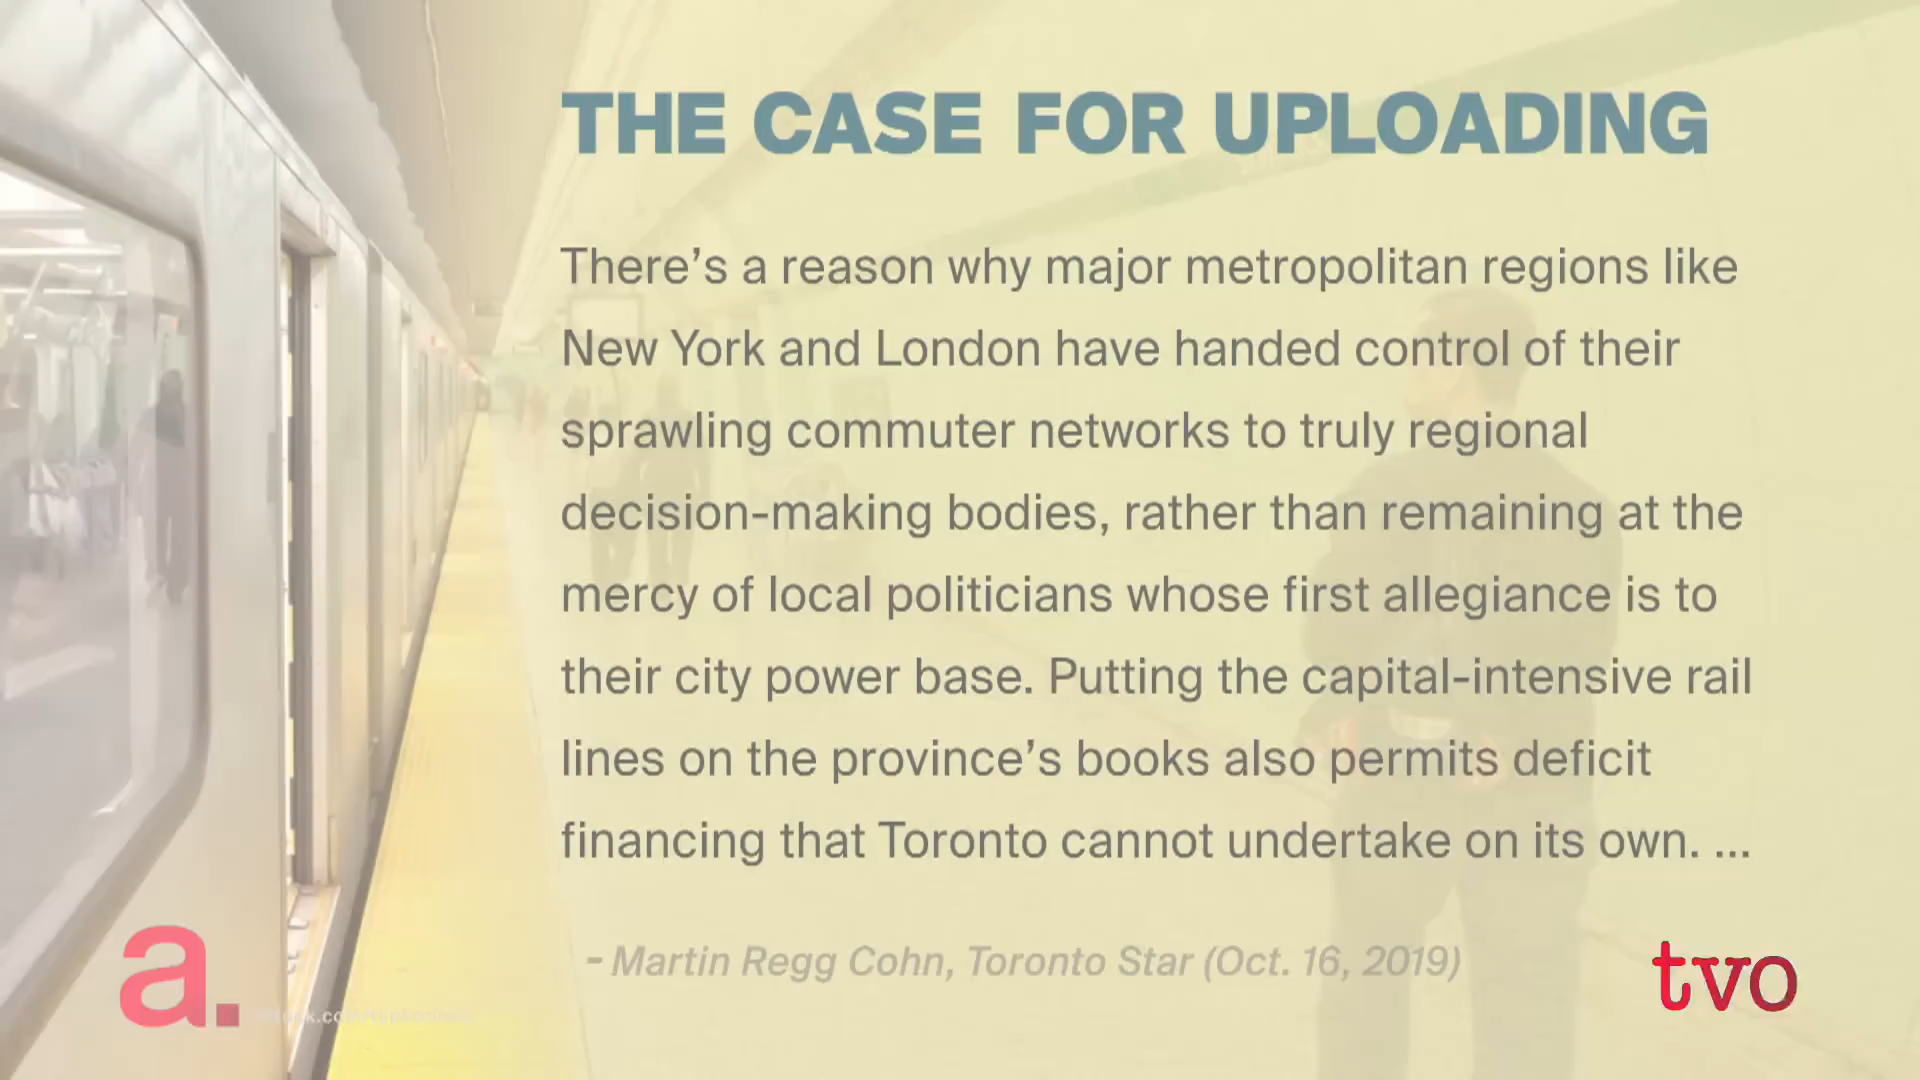 THE CASE FOR UPLOADING
There’s a reason why major metropolitan regions like
New York and London have handed control of their
sprawling commuter networks to truly regional
decision-making bodies, rather than remaining at the
mercy of local politicians whose first allegiance is to
their city power base. Putting the capital-intensive rail
lines on the province’s books also permits deficit
financing that Toronto cannot undertake on its own. ...
- Martin Regg Cohn, Toronto Star (Oct. 16, 2019)
a.
tvo